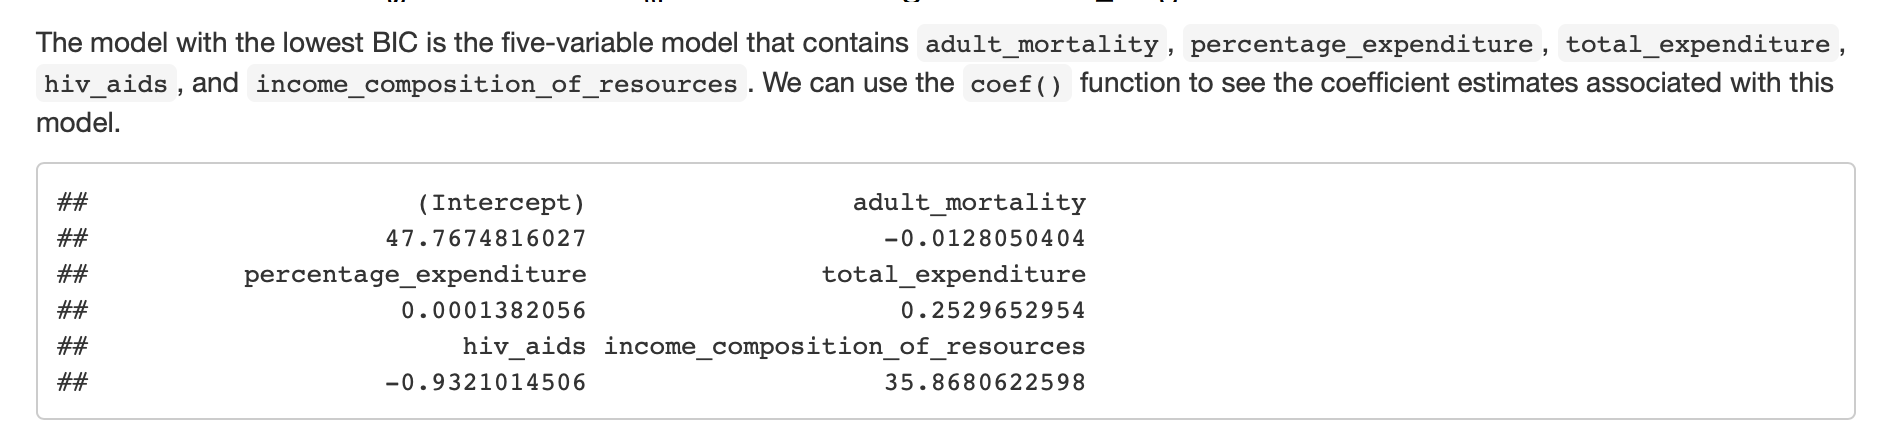 The model with the lowest BIC is the five-variable model that contains adult_mortality, percentage_expenditure, total_expenditure,
hiv_aids, and income_composition_of_resources. We can use the coef() function to see the coefficient estimates associated with this
model.
## (Intercept) adult_mortality
## 47.7674816027 -0.0128050404
## percentage_expenditure total_expenditure
## 0.0001382056 0.2529652954
## hiv_aids income_composition_of_resources
## -0.9321014506 35.8680622598